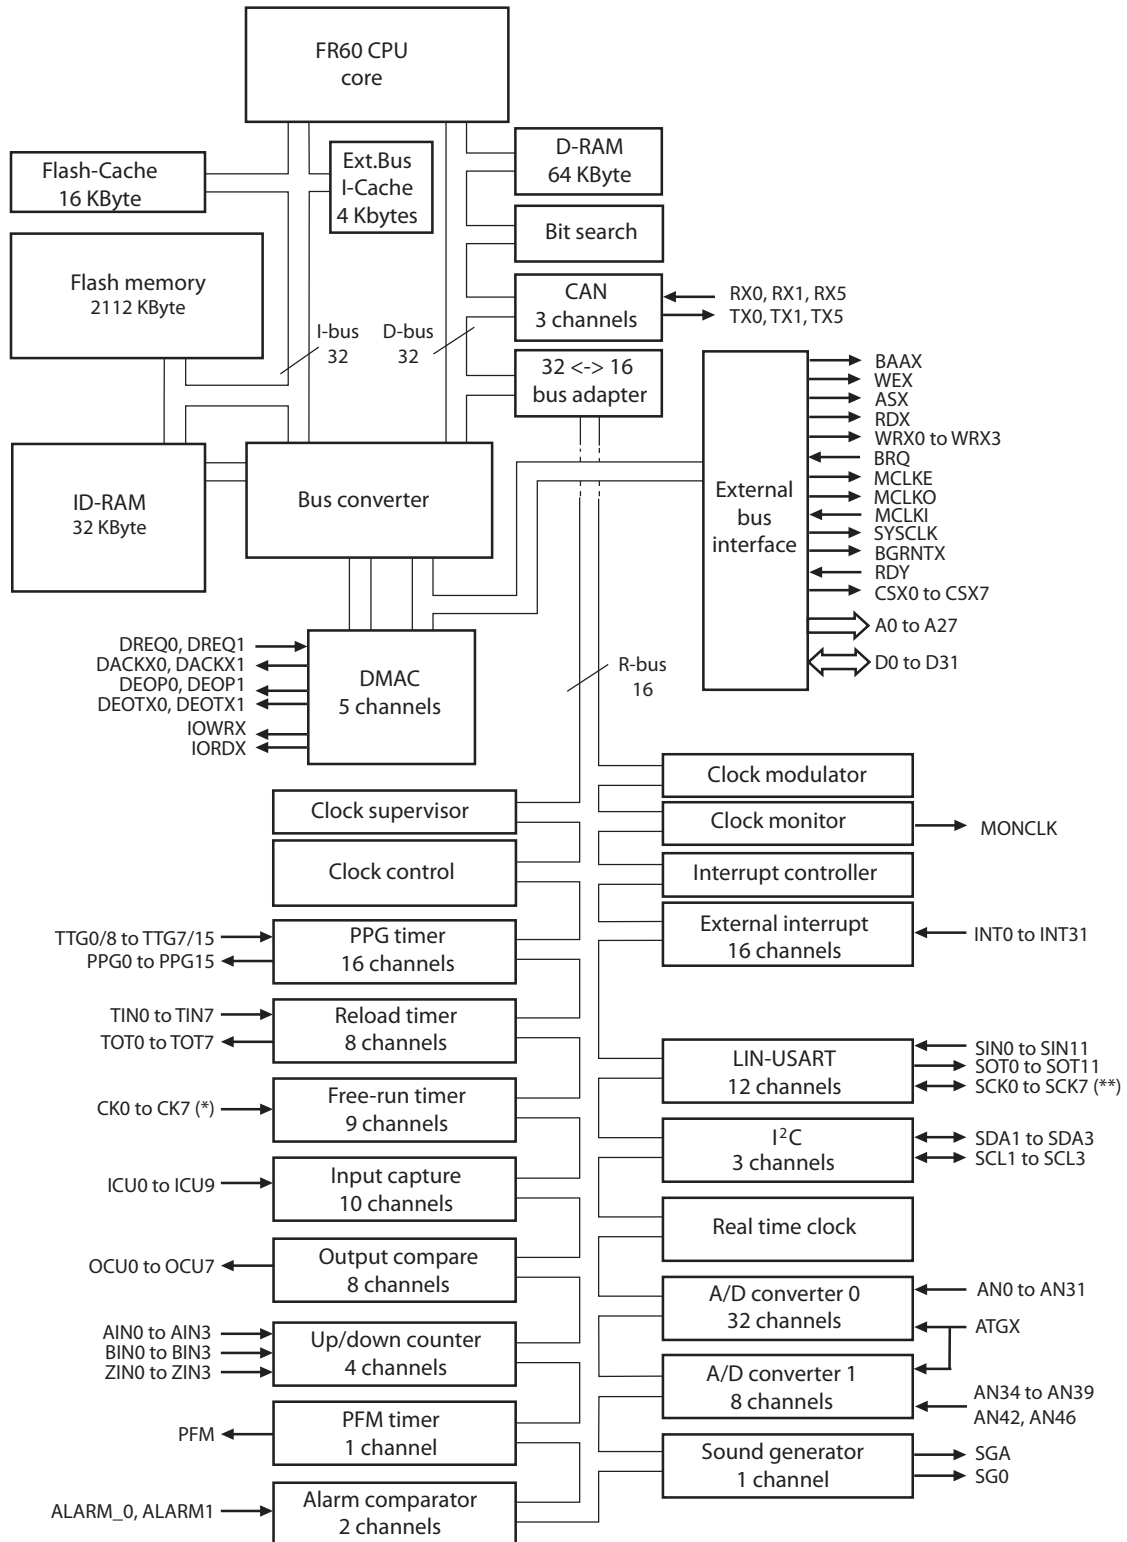 FR60 CPU
core
Flash-Cache
16 KByte
Ext.Bus
I-Cache
4 Kbytes
D-RAM
64 KByte
Bit search
Flash memory
2112 KByte
CAN
3 channels
RX0, RX1, RX5
TX0, TX1, TX5
I-bus
32
D-bus
32
32 <-> 16
bus adapter
ID-RAM
32 KByte
Bus converter
External
bus
interface
BAAX
WEX
ASX
RDX
WRX0 to WRX3
BRQ
MCLKE
MCLKO
MCLKI
SYSCLK
BGRNTX
RDY
CSX0 to CSX7
A0 to A27
D0 to D31
DREQ0, DREQ1
DACKX0, DACKX1
DEOP0, DEOP1
DEOTX0, DEOTX1
IOWRX
IORDX
DMAC
5 channels
R-bus
16
Clock supervisor
Clock control
TTG0/8 to TTG7/15
PPG0 to PPG15
PPG timer
16 channels
TIN0 to TIN7
TOT0 to TOT7
Reload timer
8 channels
CK0 to CK7 (*)
Free-run timer
9 channels
ICU0 to ICU9
Input capture
10 channels
OCU0 to OCU7
Output compare
8 channels
AIN0 to AIN3
BIN0 to BIN3
ZIN0 to ZIN3
Up/down counter
4 channels
PFM
PFM timer
1 channel
ALARM_0, ALARM1
Alarm comparator
2 channels
Clock modulator
Clock monitor
MONCLK
Interrupt controller
External interrupt
16 channels
INT0 to INT31
LIN-USART
12 channels
SIN0 to SIN11
SOT0 to SOT11
SCK0 to SCK7 (**)
I²C
3 channels
SDA1 to SDA3
SCL1 to SCL3
Real time clock
A/D converter 0
32 channels
AN0 to AN31
ATGX
A/D converter 1
8 channels
AN34 to AN39
AN42, AN46
Sound generator
1 channel
SGA
SG0